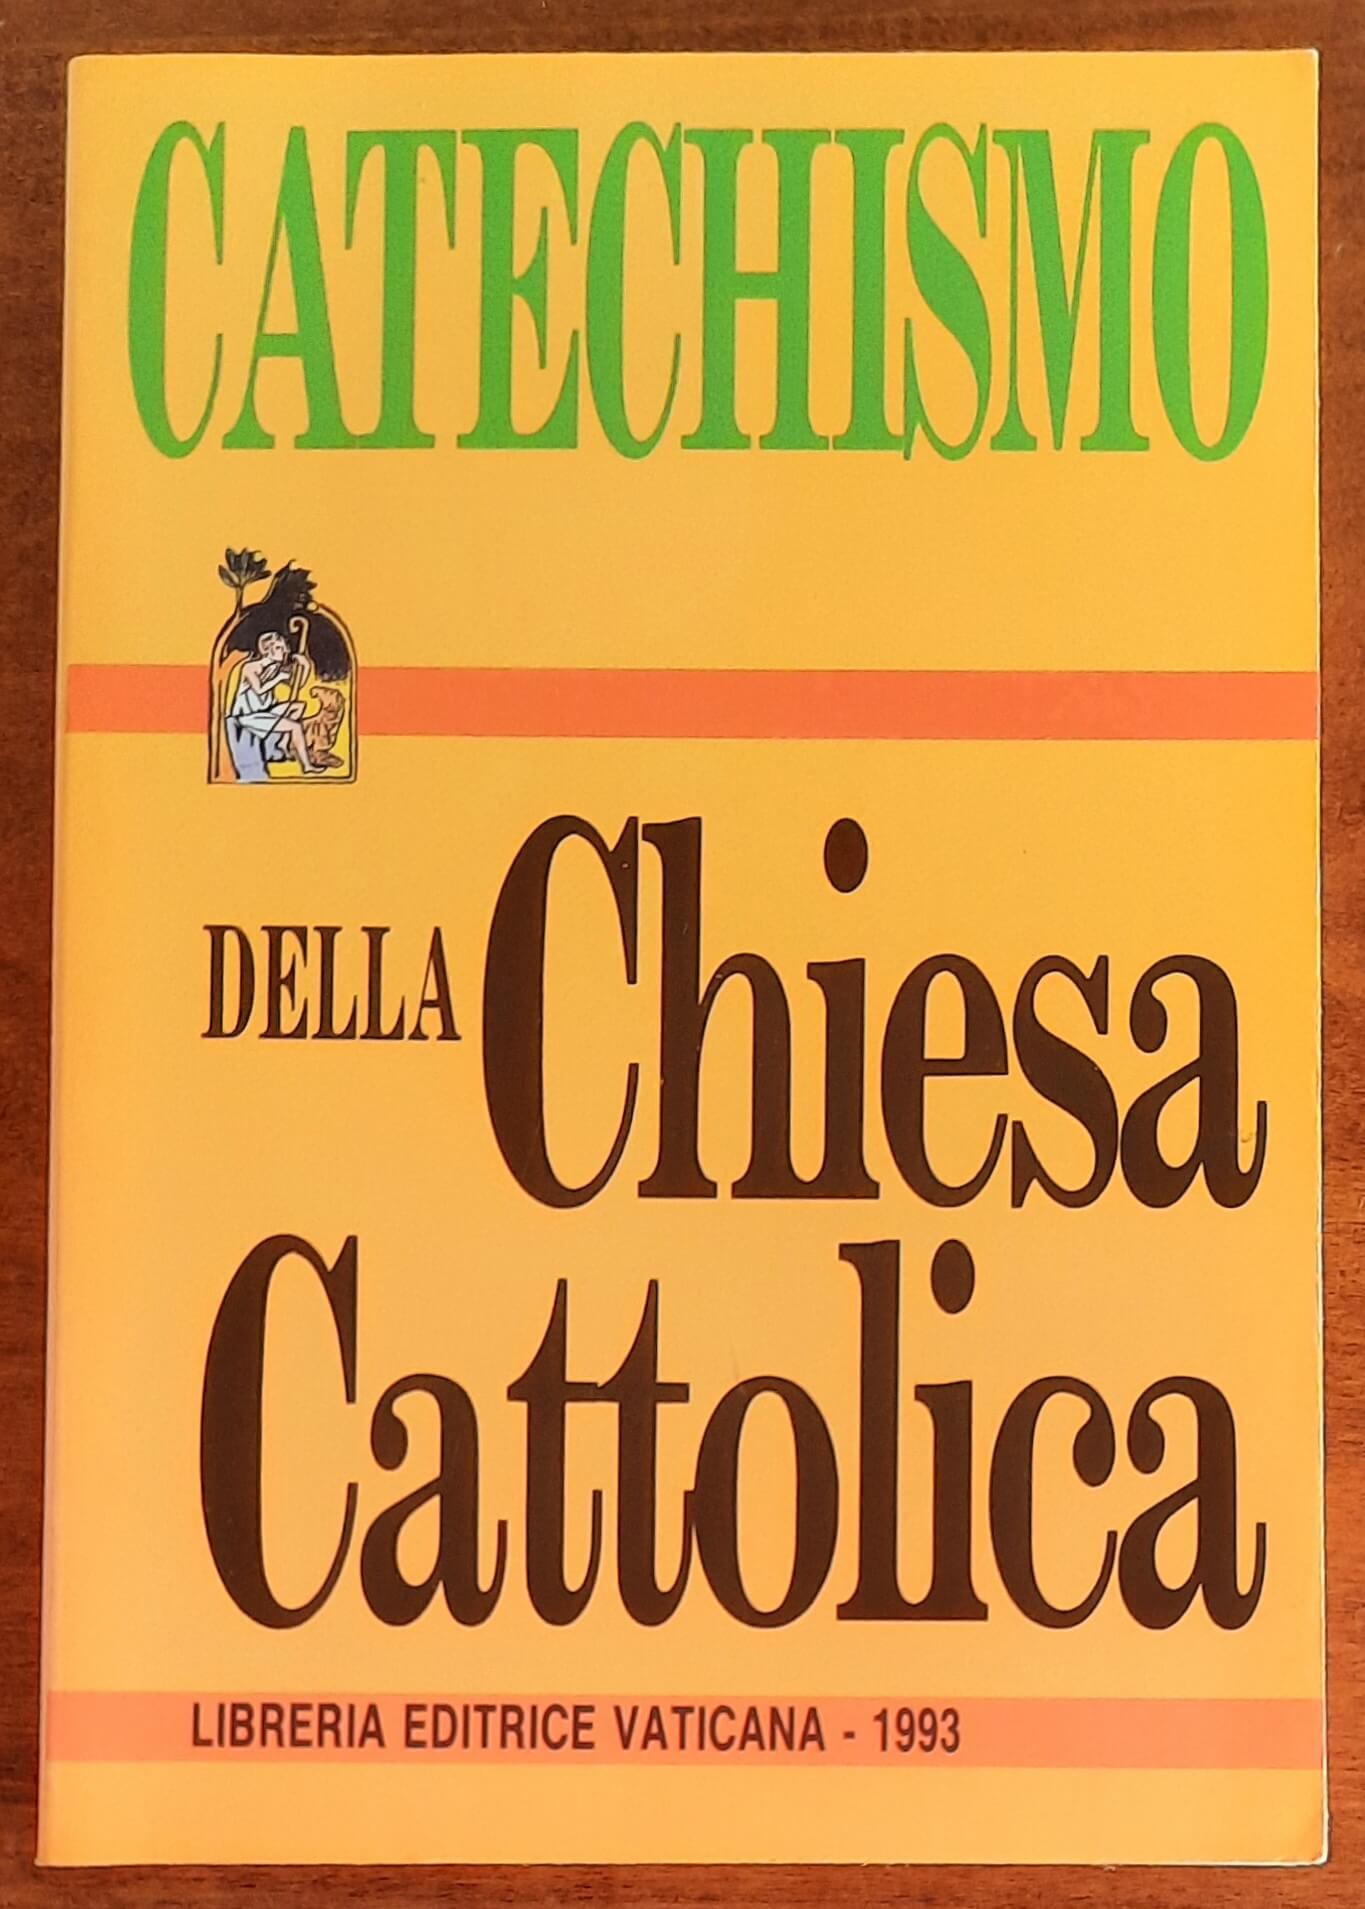 CATECHISMO
DELLA Chiesa
Cattolica
LIBRERIA EDITRICE VATICANA - 1993